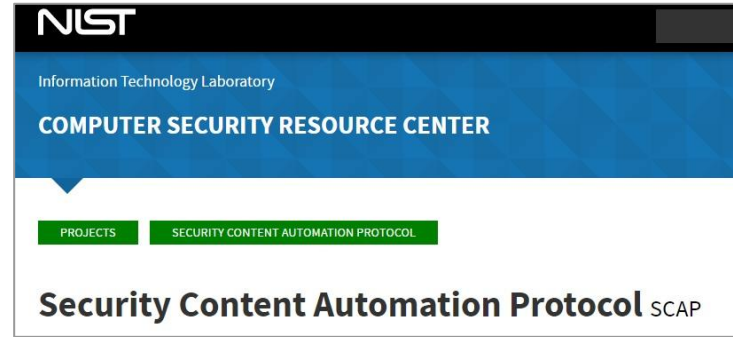 NIST
Information Technology Laboratory
COMPUTER SECURITY RESOURCE CENTER
PROJECTS SECURITY CONTENT AUTOMATION PROTOCOL
Security Content Automation Protocol SCAP